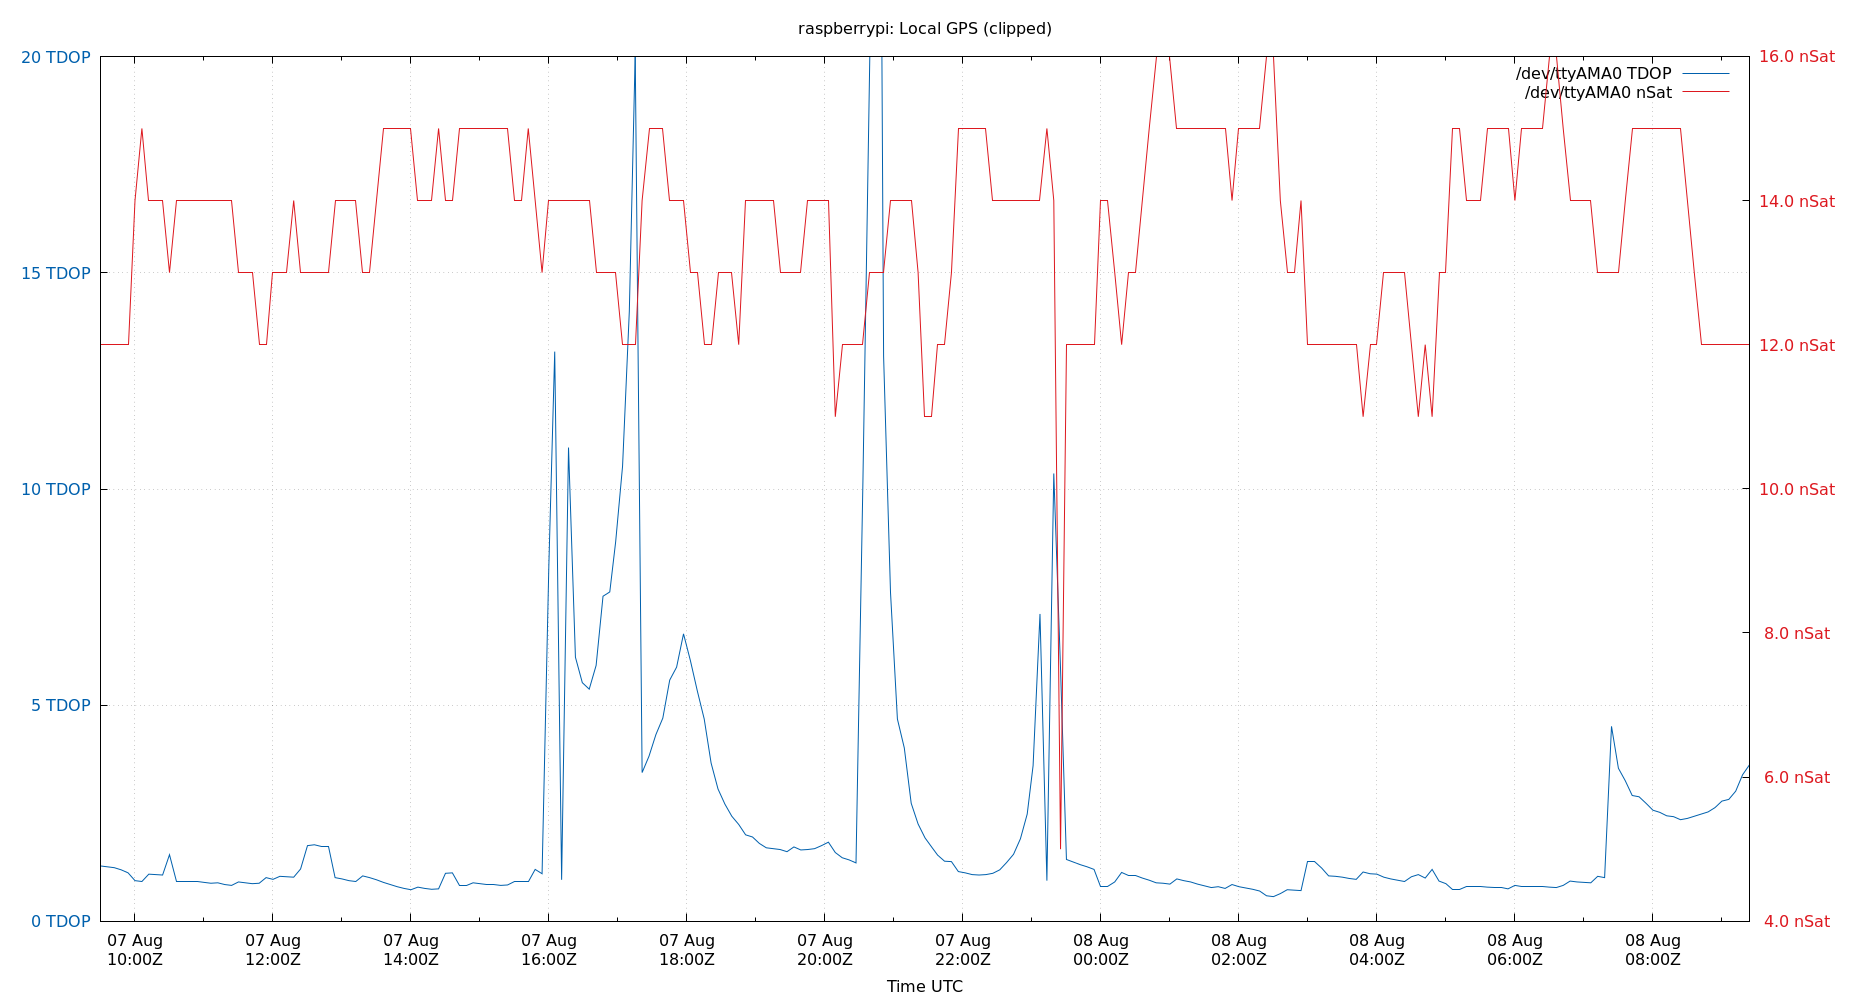 raspberrypi: Local GPS (clipped)
20 TDOP
15 TDOP
10 TDOP
5 TDOP
0 TDOP
16.0 nSat
14.0 nSat
12.0 nSat
10.0 nSat
8.0 nSat
6.0 nSat
4.0 nSat
/dev/ttyAMA0 TDOP
/dev/ttyAMA0 nSat
07 Aug
10:00Z
07 Aug
12:00Z
07 Aug
14:00Z
07 Aug
16:00Z
07 Aug
18:00Z
07 Aug
20:00Z
07 Aug
22:00Z
08 Aug
00:00Z
08 Aug
02:00Z
08 Aug
04:00Z
08 Aug
06:00Z
08 Aug
08:00Z
Time UTC